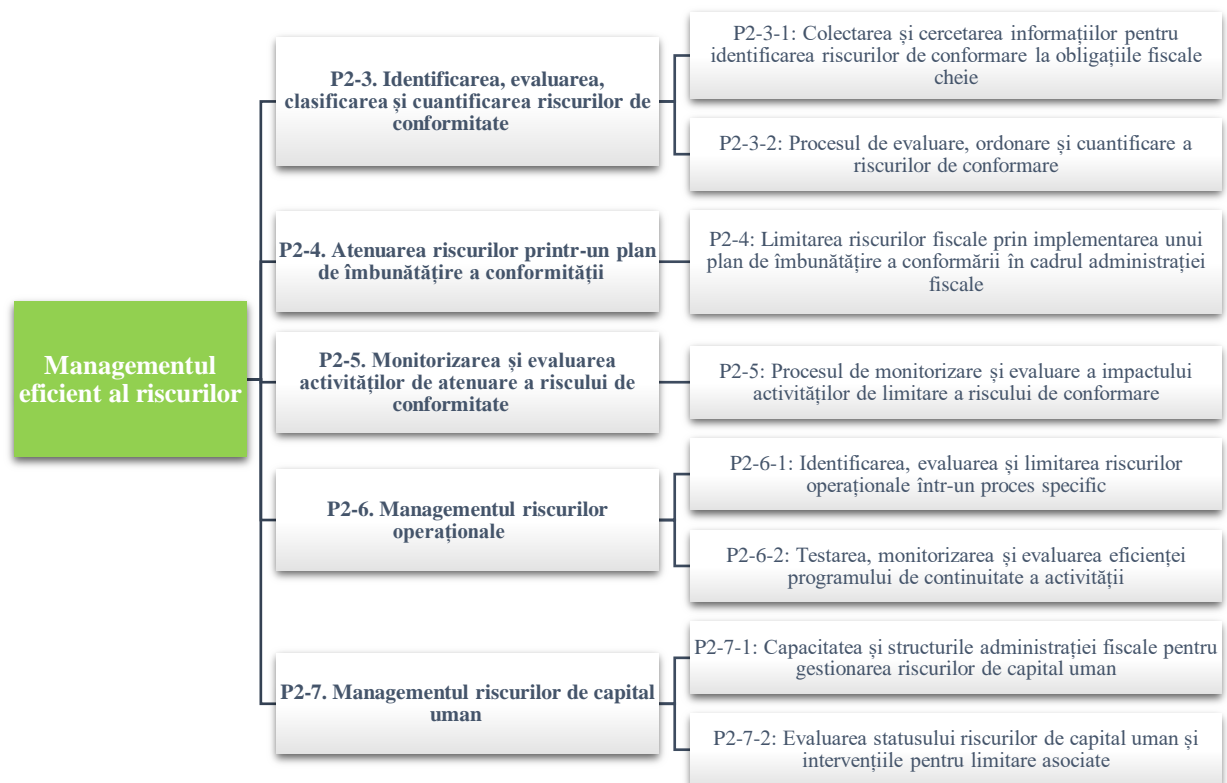 Managementul
eficient al riscurilor
P2-3. Identificarea, evaluarea,
clasificarea și cuantificarea riscurilor de
conformitate
P2-3-1: Colectarea și cercetarea informațiilor pentru
identificarea riscurilor de conformare la obligațiile fiscale
cheie
P2-3-2: Procesul de evaluare, ordonare și cuantificare a
riscurilor de conformare
P2-4. Atenuarea riscurilor printr-un plan
de îmbunătățire a conformității
P2-4: Limitarea riscurilor fiscale prin implementarea unui
plan de îmbunătățire a conformării în cadrul administrației
fiscale
P2-5. Monitorizarea și evaluarea
activităților de atenuare a riscului de
conformitate
P2-5: Procesul de monitorizare și evaluare a impactului
activităților de limitare a riscului de conformare
P2-6. Managementul riscurilor
operaționale
P2-6-1: Identificarea, evaluarea și limitarea riscurilor
operaționale într-un proces specific
P2-6-2: Testarea, monitorizarea și evaluarea eficienței
programului de continuitate a activității
P2-7. Managementul riscurilor de capital
uman
P2-7-1: Capacitatea și structurile administrației fiscale pentru
gestionarea riscurilor de capital uman
P2-7-2: Evaluarea statusului riscurilor de capital uman și
intervențiile pentru limitare asociate